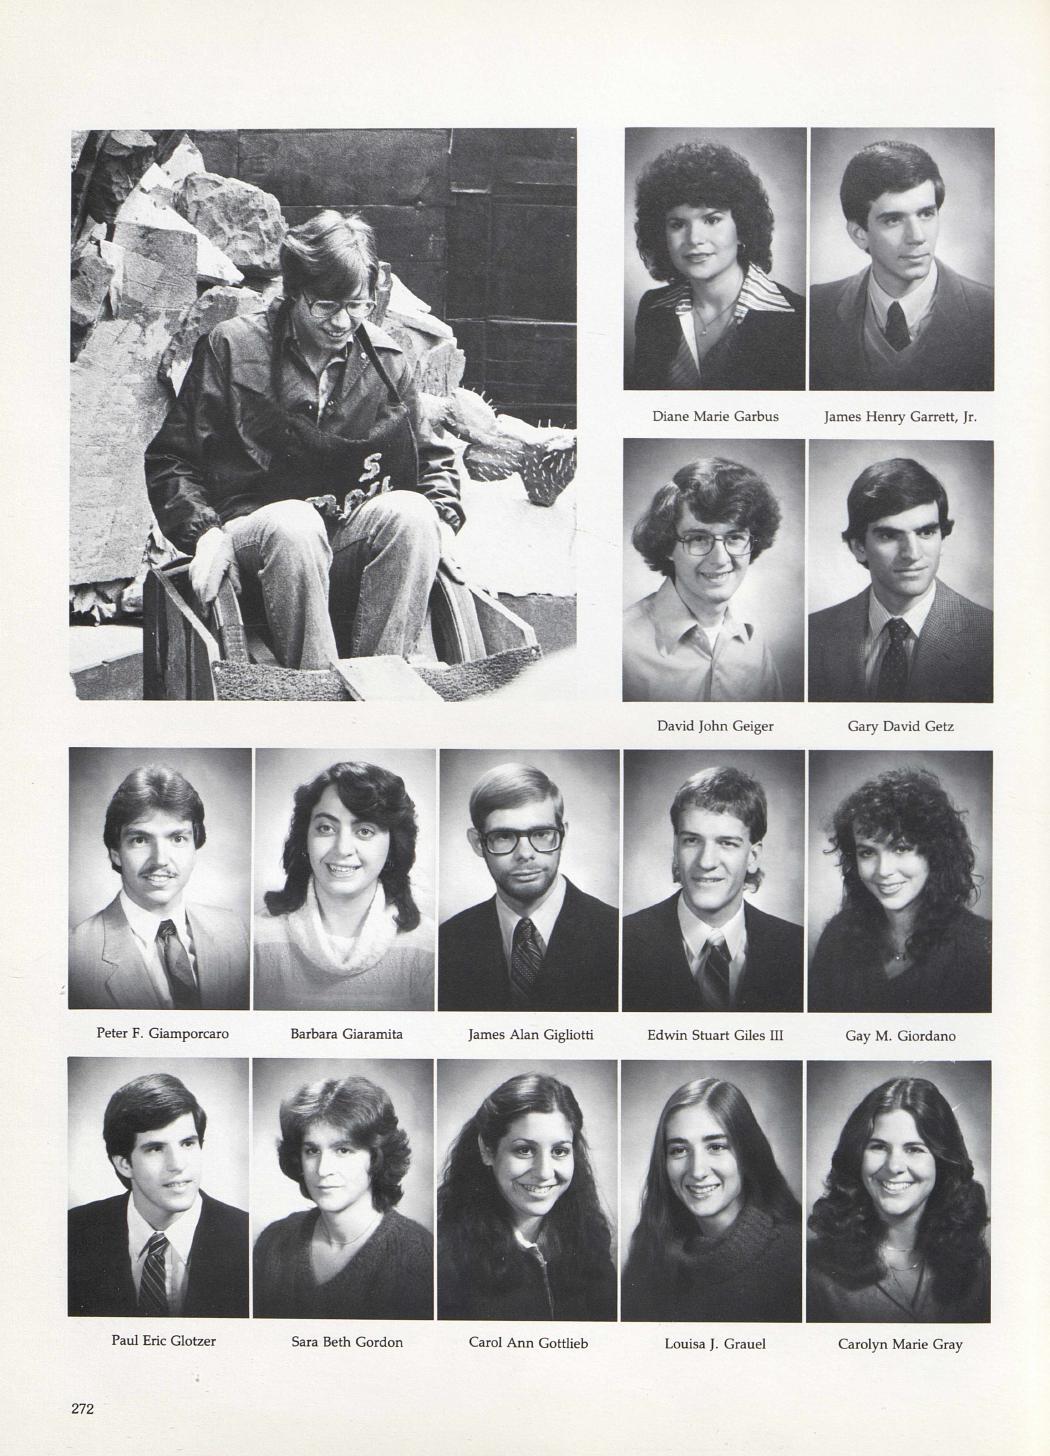 S
Diane Marie Garbus
James Henry Garrett, Jr.
David John Geiger
Gary David Getz
Peter F. Giamporcaro
Barbara Giaramita
James Alan Gigliotti
Edwin Stuart Giles III
Gay M. Giordano
Paul Eric Glotzer
Sara Beth Gordon
Carol Ann Gottlieb
Louisa J. Grauel
Carolyn Marie Gray
272